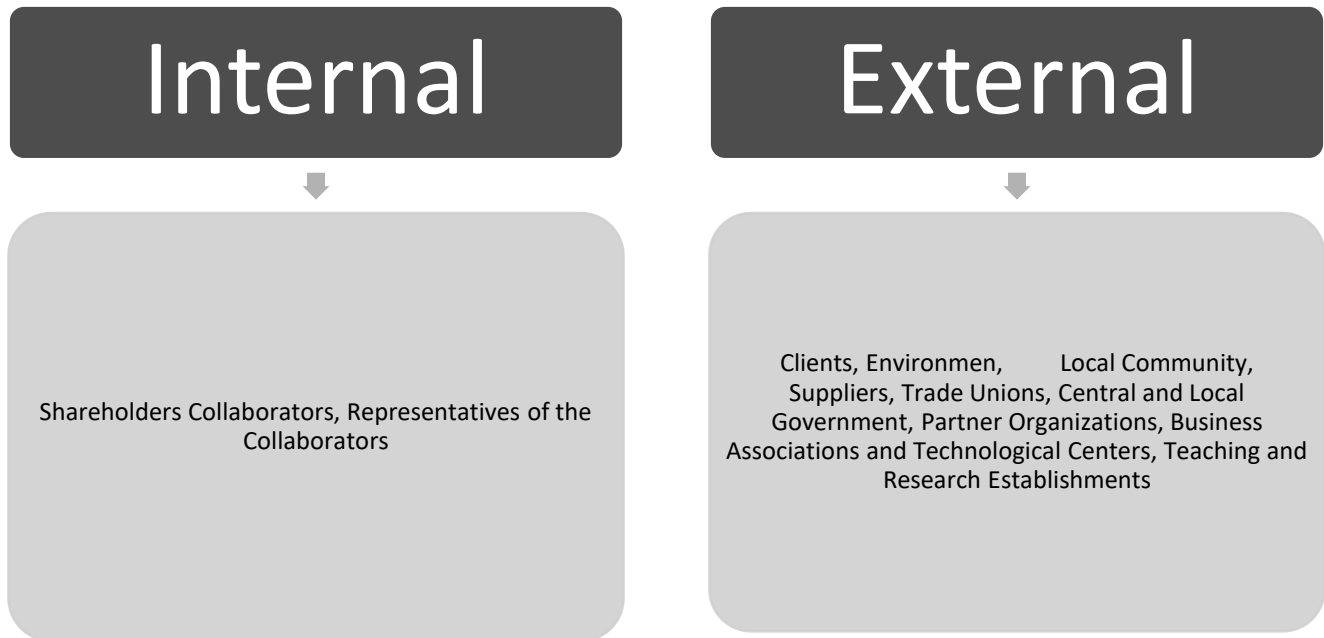 Internal
Shareholders Collaborators, Representatives of the
Collaborators
External
Clients, Environmen, Local Community,
Suppliers, Trade Unions, Central and Local
Government, Partner Organizations, Business
Associations and Technological Centers, Teaching and
Research Establishments